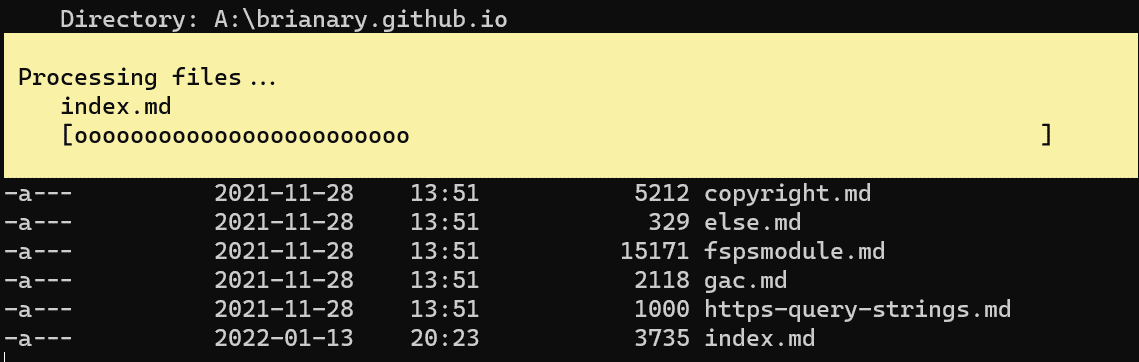 Directory: A:\brianary.github.io
Processing files...
index.md
[oooooooooooooooooooooooo                                             ]
-a---          2021-11-28    13:51           5212 copyright.md
-a---          2021-11-28    13:51            329 else.md
-a---          2021-11-28    13:51          15171 fspsmodule.md
-a---          2021-11-28    13:51           2118 gac.md
-a---          2021-11-28    13:51           1000 https-query-strings.md
-a---          2022-01-13    20:23           3735 index.md